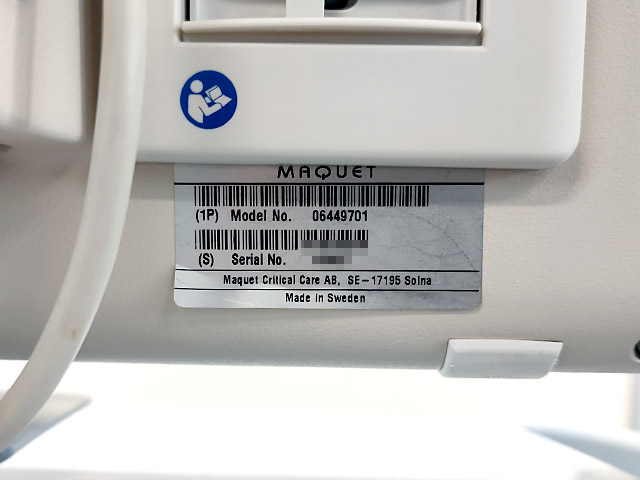 MAQUET
(1P) Model No. 06449701
(S) Serial No.
Maquet Critical Care AB, SE-17195 Solna
Made in Sweden